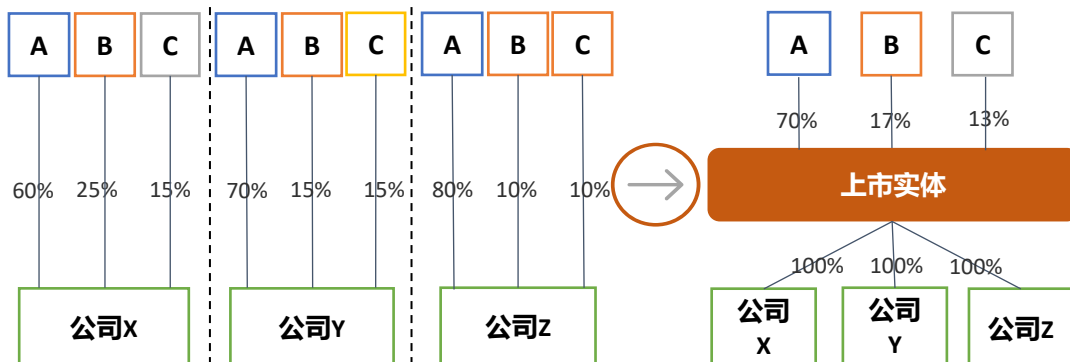 A B C A B C A B C A B C
70% 17% 13%
60% 25% 15% 70% 15% 15% 80% 10% 10% 上市实体
100% 100% 100%
公司X 公司Y 公司Z
公司
X
公司
Y
公司Z